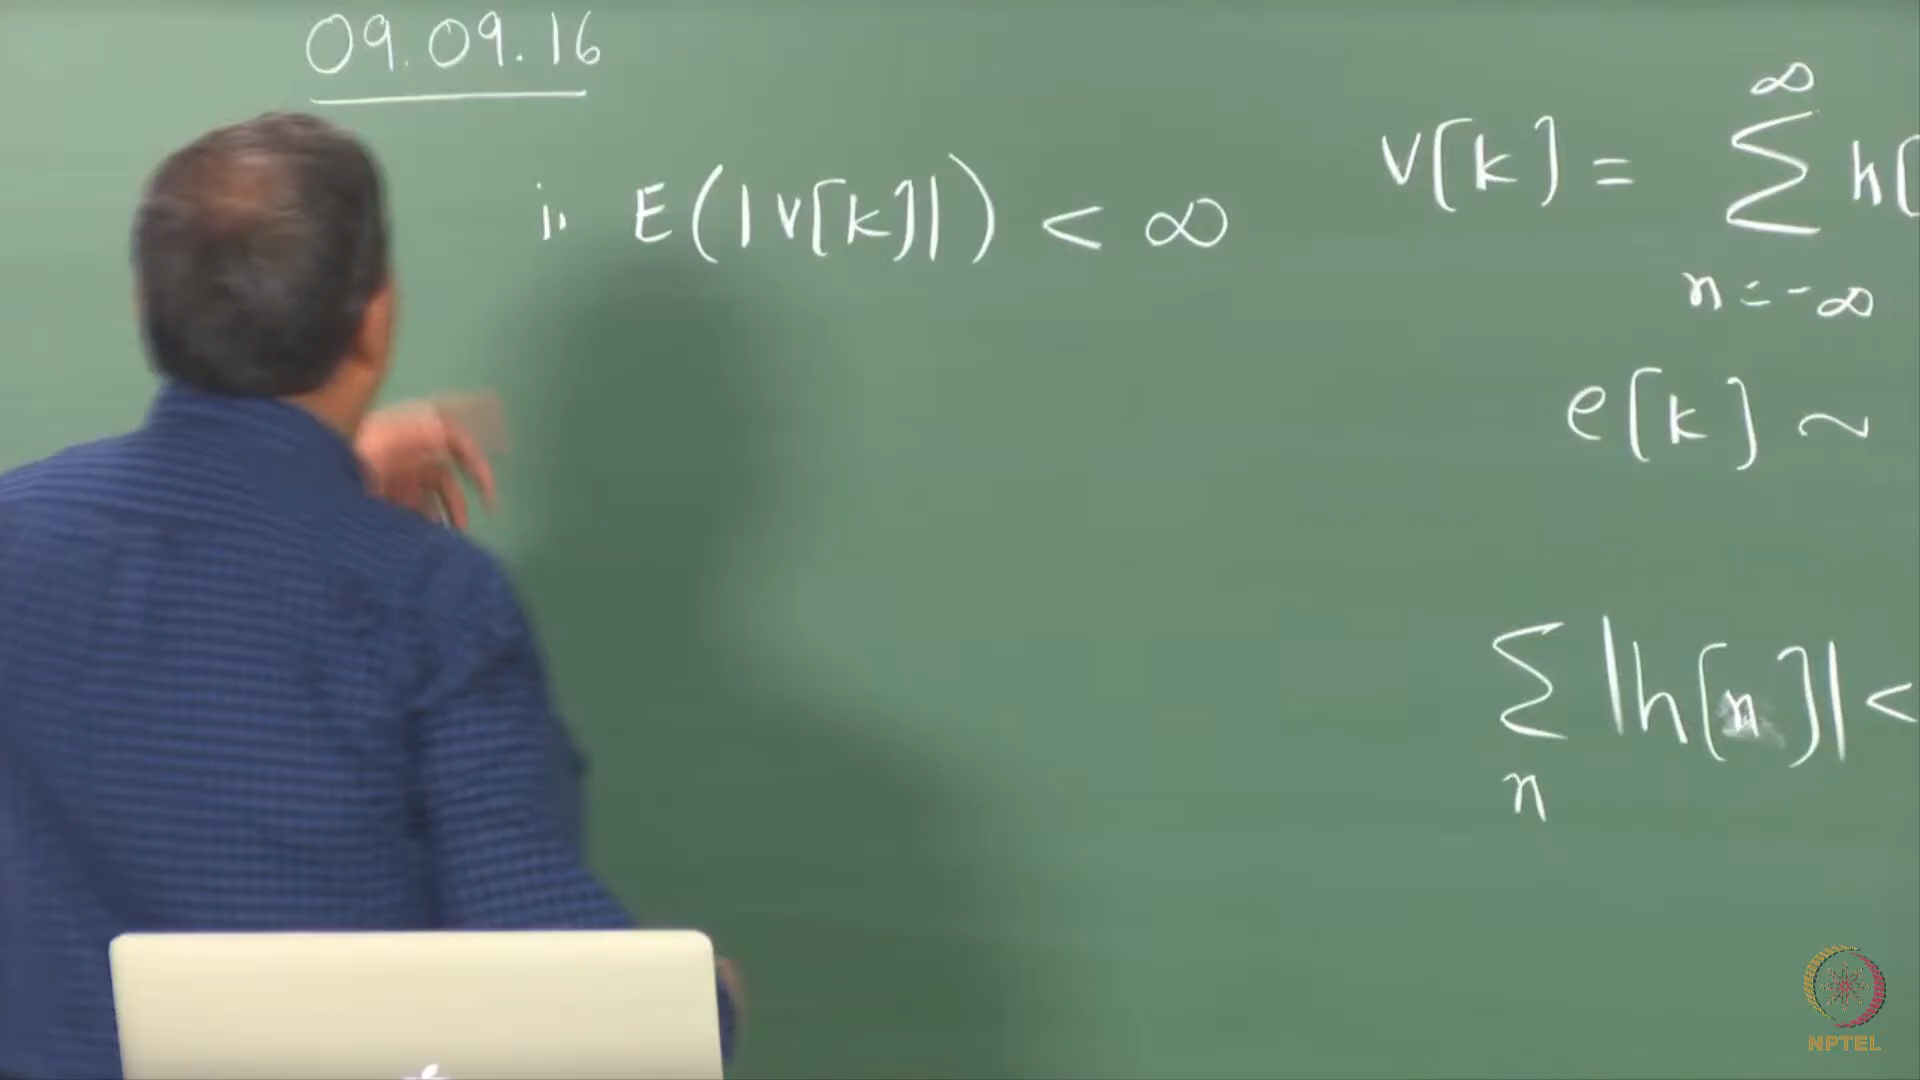 09.09.16
i. E(|v[k]|) < ∞
v[k] = ∞ ∑ n=-∞ h[
e[k] ~
∑ n |h[n]| <
NPTEL